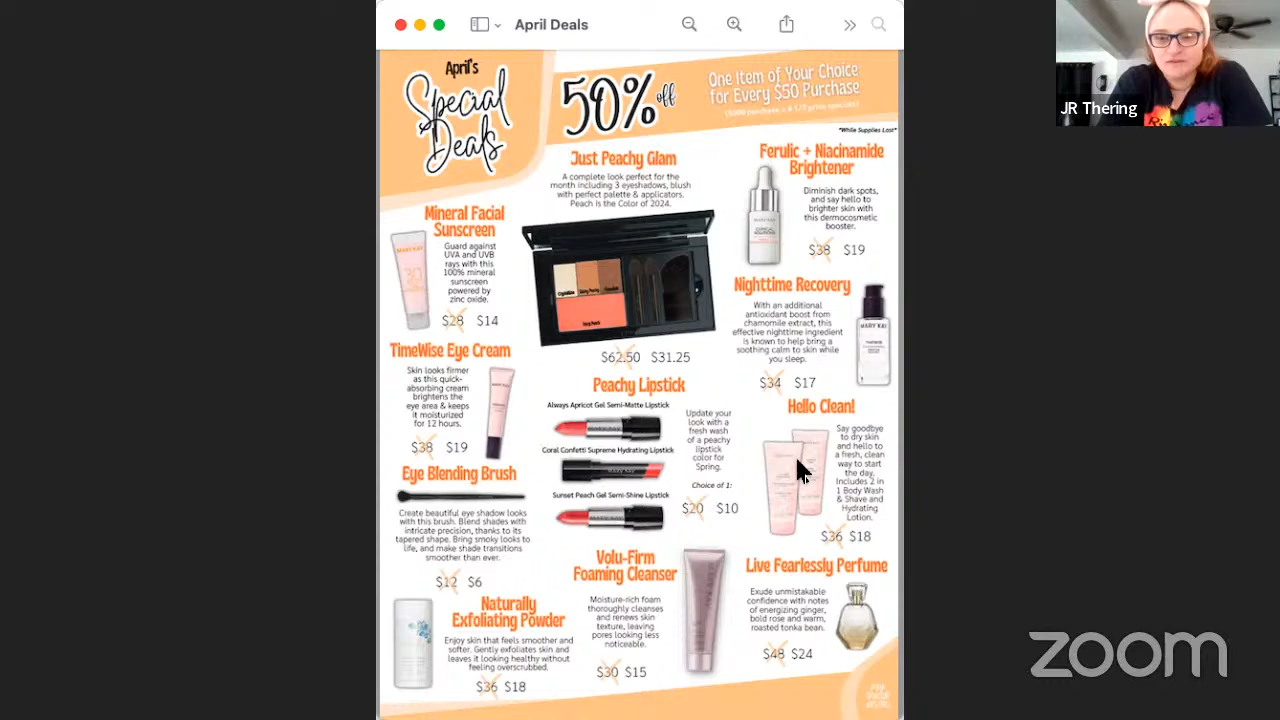 April Deals
JR Thering
April's
Special
Deals
50% off
One Item of Your Choice
for Every $50 Purchase
*While Supplies Last*
Mineral Facial
Sunscreen
Guard against
UVA and UVB
rays with this
100% mineral
sunscreen
powered by
zinc oxide.
$28 $14
MARY KAY
30
TimeWise Eye Cream
Skin looks firmer
as this quick-
absorbing cream
brightens the
eye area & keeps
it moisturized
for 12 hours.
$38 $19
Eye Blending Brush
Create beautiful eye shadow looks
with this brush. Blend shades with
intricate precision, thanks to its
tapered shape. Bring smoky looks to
life, and make shade transitions
smoother than ever.
$12 $6
Naturally
Exfoliating Powder
Enjoy skin that feels smoother and
softer. Gently exfoliates skin and
leaves it looking healthy without
feeling overscrubbed.
$36 $18
Just Peachy Glam
A complete look perfect for the
month including 3 eyeshadows, blush
with perfect palette & applicators.
Peach is the Color of 2024.
$62.50 $31.25
Peachy Lipstick
Always Apricot Gel Semi-Matte Lipstick
Coral Confetti Supreme Hydrating Lipstick
Sunset Peach Gel Semi-Shine Lipstick
Update your
look with a
fresh wash
of a peachy
lipstick
color for
Spring.
Choice of 1:
$20 $10
Volu-Firm
Foaming Cleanser
Moisture-rich foam
thoroughly cleanses
and renews skin
texture, leaving
pores looking less
noticeable.
$30 $15
Ferulic + Niacinamide
Brightener
Diminish dark spots,
and say hello to
brighter skin with
this dermocosmetic
booster.
$38 $19
Nighttime Recovery
With an additional
antioxidant boost from
chamomile extract, this
effective nighttime ingredient
is known to help bring a
soothing calm to skin while
you sleep.
$34 $17
MARY KAY
Hello Clean!
Say goodbye
to dry skin
and hello to
a fresh, clean
way to start
the day.
Includes 2 in
1 Body Wash
& Shave and
Hydrating
Lotion.
$36 $18
Live Fearlessly Perfume
Exude unmistakable
confidence with notes
of energizing ginger,
bold rose and warm,
roasted tonka bean.
$48 $24
zoom